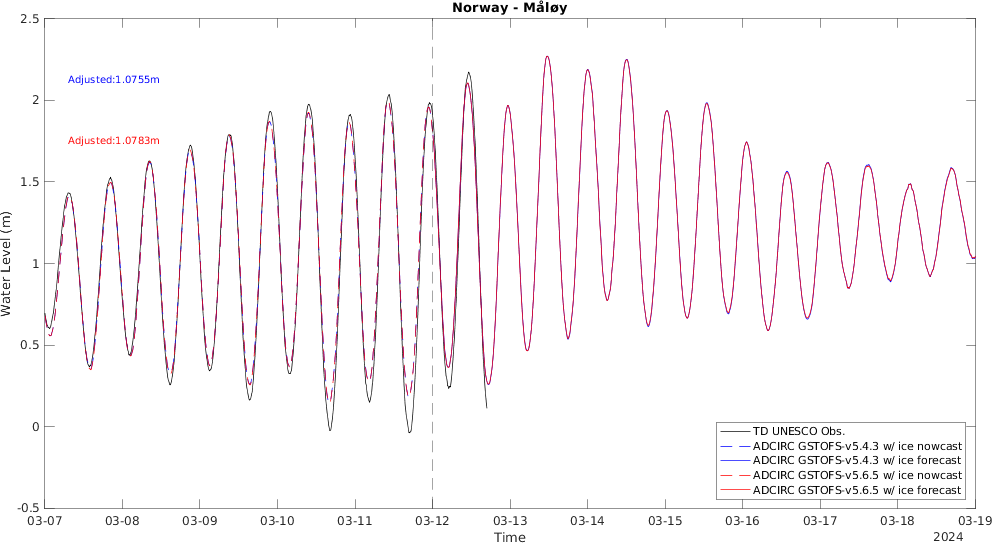 Norway - Måløy
2.5
2
1.5
1
0.5
0
-0.5
Water Level (m)
Adjusted:1.0755m
Adjusted:1.0783m
TD UNESCO Obs.
ADCIRC GSTOFS-v5.4.3 w/ ice nowcast
ADCIRC GSTOFS-v5.4.3 w/ ice forecast
ADCIRC GSTOFS-v5.6.5 w/ ice nowcast
ADCIRC GSTOFS-v5.6.5 w/ ice forecast
03-07 03-08 03-09 03-10 03-11 03-12 03-13 03-14 03-15 03-16 03-17 03-18 03-19
Time
2024